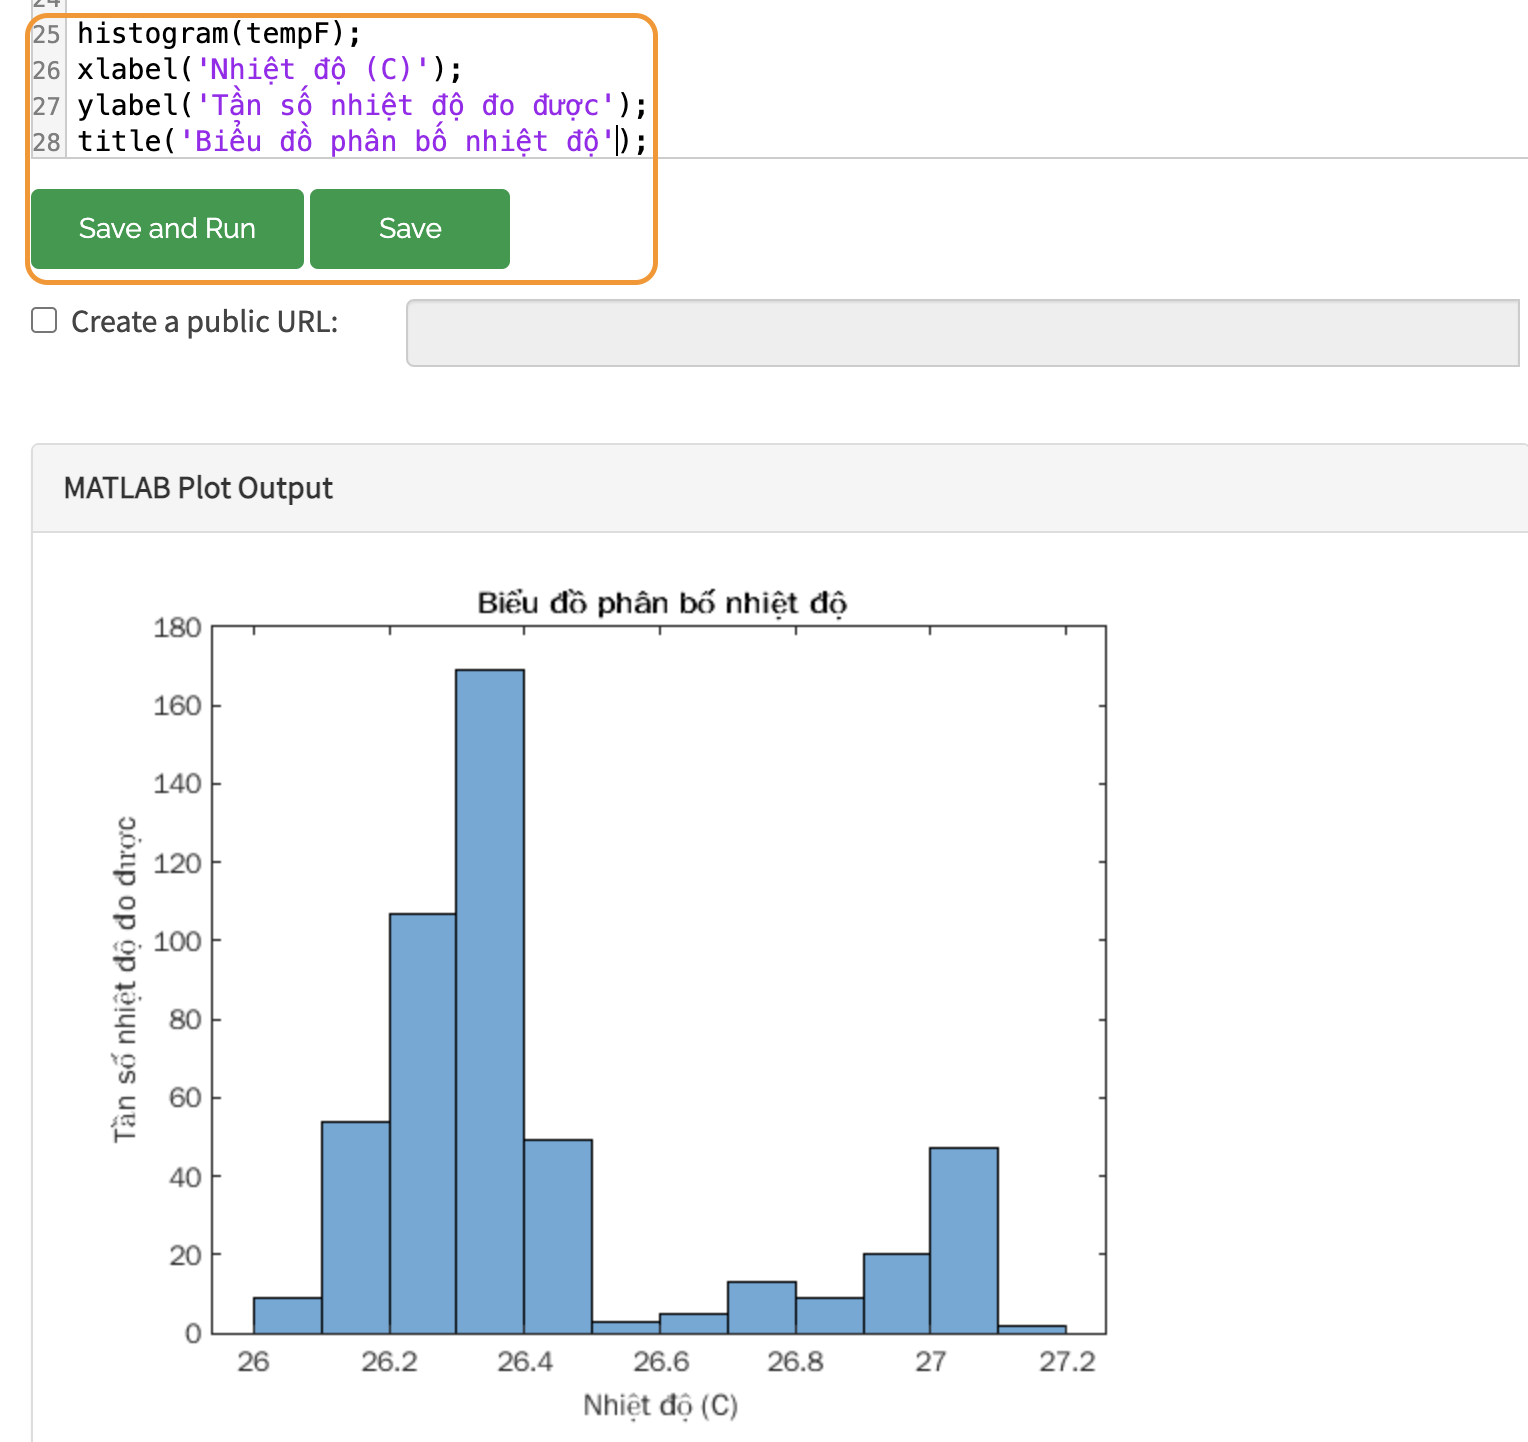 24
25 histogram(tempF);
26 xlabel('Nhiệt độ (C)');
27 ylabel('Tần số nhiệt độ đo được');
28 title('Biểu đồ phân bố nhiệt độ');
Save and Run
Save
Create a public URL:
MATLAB Plot Output
Biểu đồ phân bố nhiệt độ
180
160
140
120
100
80
60
40
20
0
Tần số nhiệt độ đo được
26 26.2 26.4 26.6 26.8 27 27.2
Nhiệt độ (C)